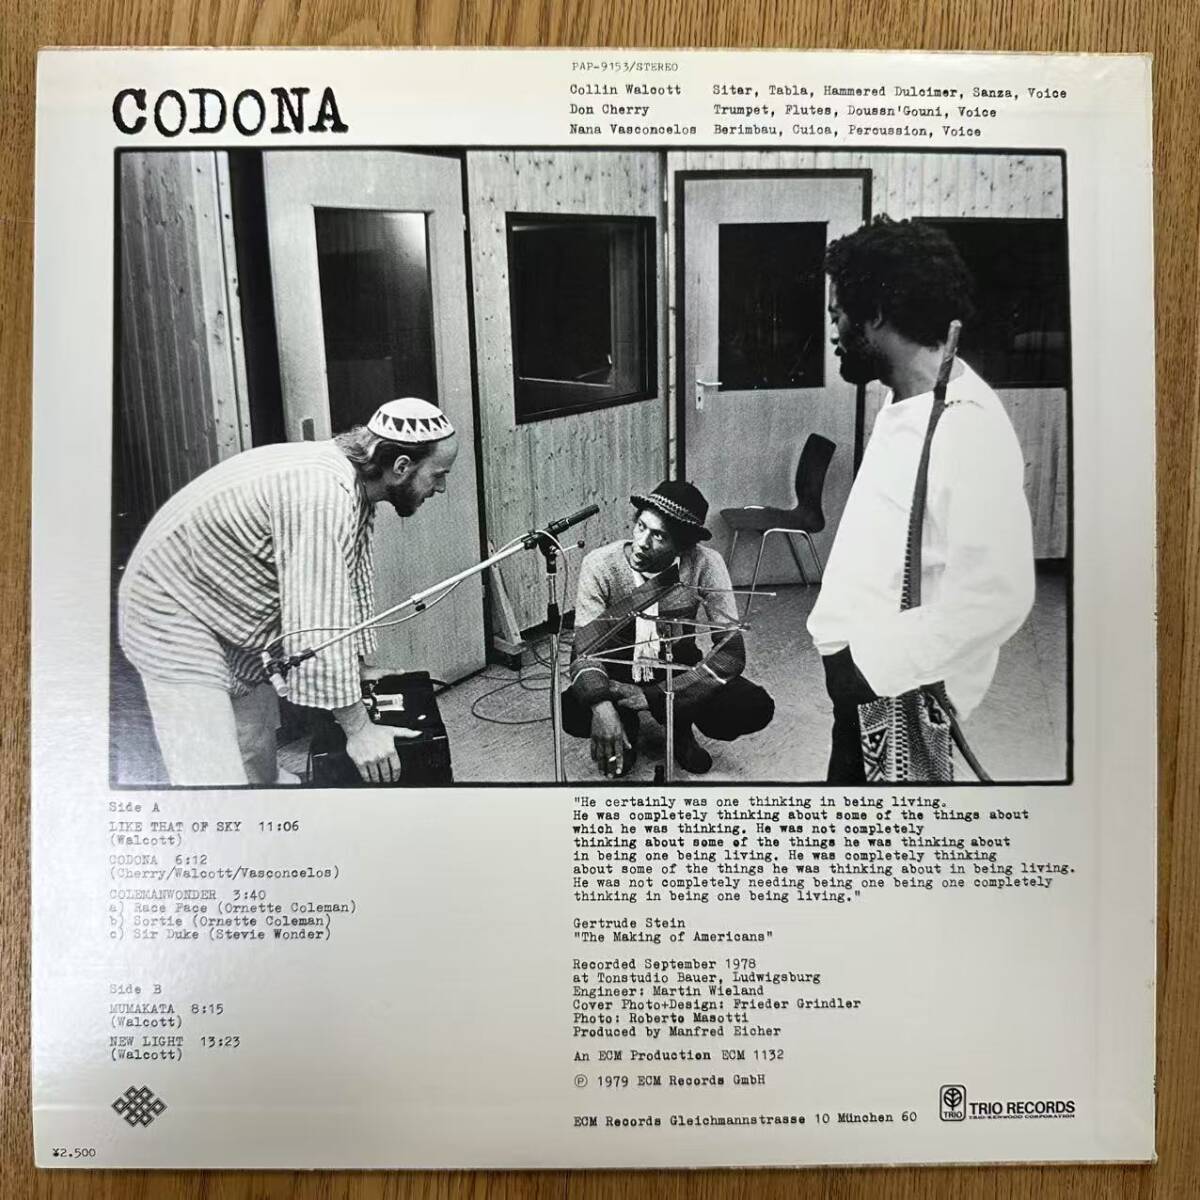 PAP-9153/STEREO
CODONA
Collin Walcott Sitar, Tabla, Hammered Dulcimer, Sanza, Voice
Don Cherry Trumpet, Flutes, Doussn'Gouni, Voice
Nana Vasconcelos Berimbau, Cuica, Percussion, Voice
Side A
LIKE THAT OF SKY 11:06
(Walcott)
CODONA 6:12
(Cherry/Walcott/Vasconcelos)
COLEMANWONDER 3:40
a) Race Face (Ornette Coleman)
b) Sortie (Ornette Coleman)
c) Sir Duke (Stevie Wonder)
Side B
MUMAKATA 8:15
(Walcott)
NEW LIGHT 13:23
(Walcott)
¥2.500
"He certainly was one thinking in being living.
He was completely thinking about some of the things about
which he was thinking. He was not completely
thinking about some of the things he was thinking about
in being one being living. He was completely thinking
about some of the things he was thinking about in being living.
He was not completely needing being one being one completely
thinking in being one being living."
Gertrude Stein
"The Making of Americans"
Recorded September 1978
at Tonstudio Bauer, Ludwigsburg
Engineer: Martin Wieland
Cover Photo+Design: Frieder Grindler
Photo: Roberto Masotti
Produced by Manfred Eicher
An ECM Production ECM 1132
Ⓟ 1979 ECM Records GmbH
ECM Records Gleichmannstrasse 10 München 60
TRIO
TRIO RECORDS
TRIO-KENWOOD CORPORATION